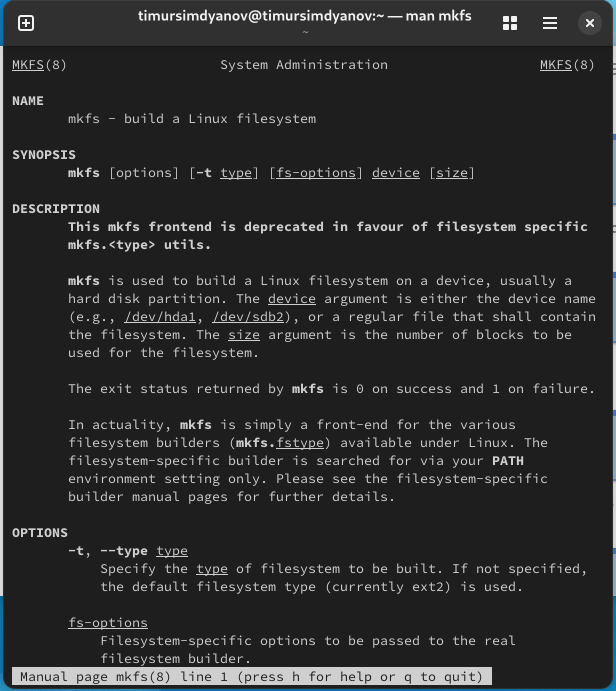 timursimdyanov@timursimdyanov:~ — man mkfs
~
MKFS(8) System Administration MKFS(8)
NAME
mkfs - build a Linux filesystem
SYNOPSIS
mkfs [options] [-t type] [fs-options] device [size]
DESCRIPTION
This mkfs frontend is deprecated in favour of filesystem specific
mkfs.<type> utils.
mkfs is used to build a Linux filesystem on a device, usually a
hard disk partition. The device argument is either the device name
(e.g., /dev/hda1, /dev/sdb2), or a regular file that shall contain
the filesystem. The size argument is the number of blocks to be
used for the filesystem.
The exit status returned by mkfs is 0 on success and 1 on failure.
In actuality, mkfs is simply a front-end for the various
filesystem builders (mkfs.fstype) available under Linux. The
filesystem-specific builder is searched for via your PATH
environment setting only. Please see the filesystem-specific
builder manual pages for further details.
OPTIONS
-t, --type type
Specify the type of filesystem to be built. If not specified,
the default filesystem type (currently ext2) is used.
fs-options
Filesystem-specific options to be passed to the real
filesystem builder.
Manual page mkfs(8) line 1 (press h for help or q to quit)